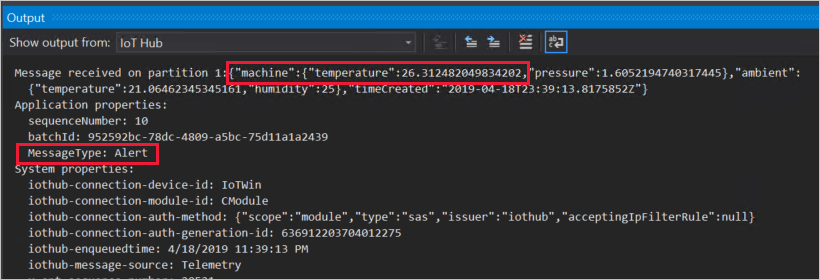 Output
Show output from: IoT Hub
Message received on partition 1:{"machine":{"temperature":26.312482049834202,"pressure":1.6052194740317445},"ambient":
{"temperature":21.06462345345161,"humidity":25},"timeCreated":"2019-04-18T23:39:13.8175852Z"}
Application properties:
sequenceNumber: 10
batchId: 952592bc-78dc-4809-a5bc-75d11a1a2439
MessageType: Alert
System properties:
iothub-connection-device-id: IoTWin
iothub-connection-module-id: CModule
iothub-connection-auth-method: {"scope":"module","type":"sas","issuer":"iothub","acceptingIpFilterRule":null}
iothub-connection-auth-generation-id: 636912203704012275
iothub-enqueuedtime: 4/18/2019 11:39:13 PM
iothub-message-source: Telemetry